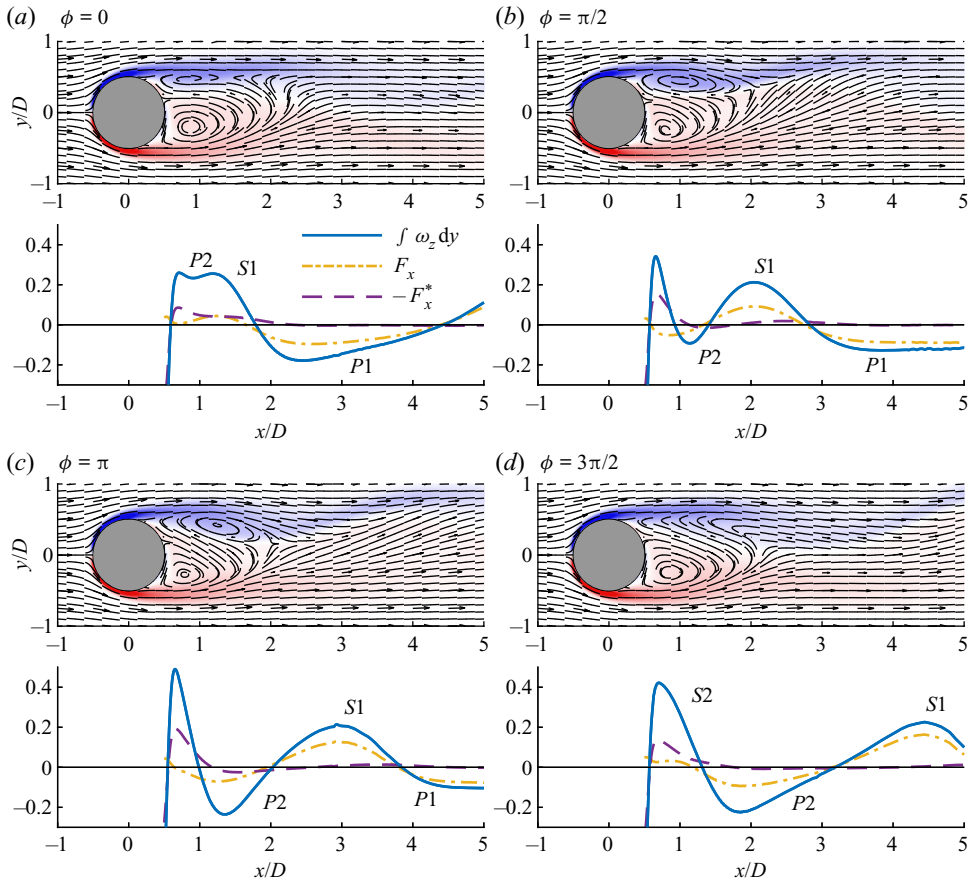 (a) ϕ = 0
1
y/D 0
–1
–1 0 1 2 3 4 5
0.4
0.2
0
–0.2
P2 S1
∫ ω_z dy
F_x
–F_x^*
P1
–1 0 1 2 3 4 5
x/D
(b) ϕ = π/2
1
0
–1
–1 0 1 2 3 4 5
0.4
0.2
0
–0.2
S1
P2
P1
–1 0 1 2 3 4 5
x/D
(c) ϕ = π
1
y/D 0
–1
–1 0 1 2 3 4 5
0.4
0.2
0
–0.2
S1
P2 P1
–1 0 1 2 3 4 5
x/D
(d) ϕ = 3π/2
1
0
–1
–1 0 1 2 3 4 5
0.4
0.2
0
–0.2
S2 S1
P2
–1 0 1 2 3 4 5
x/D